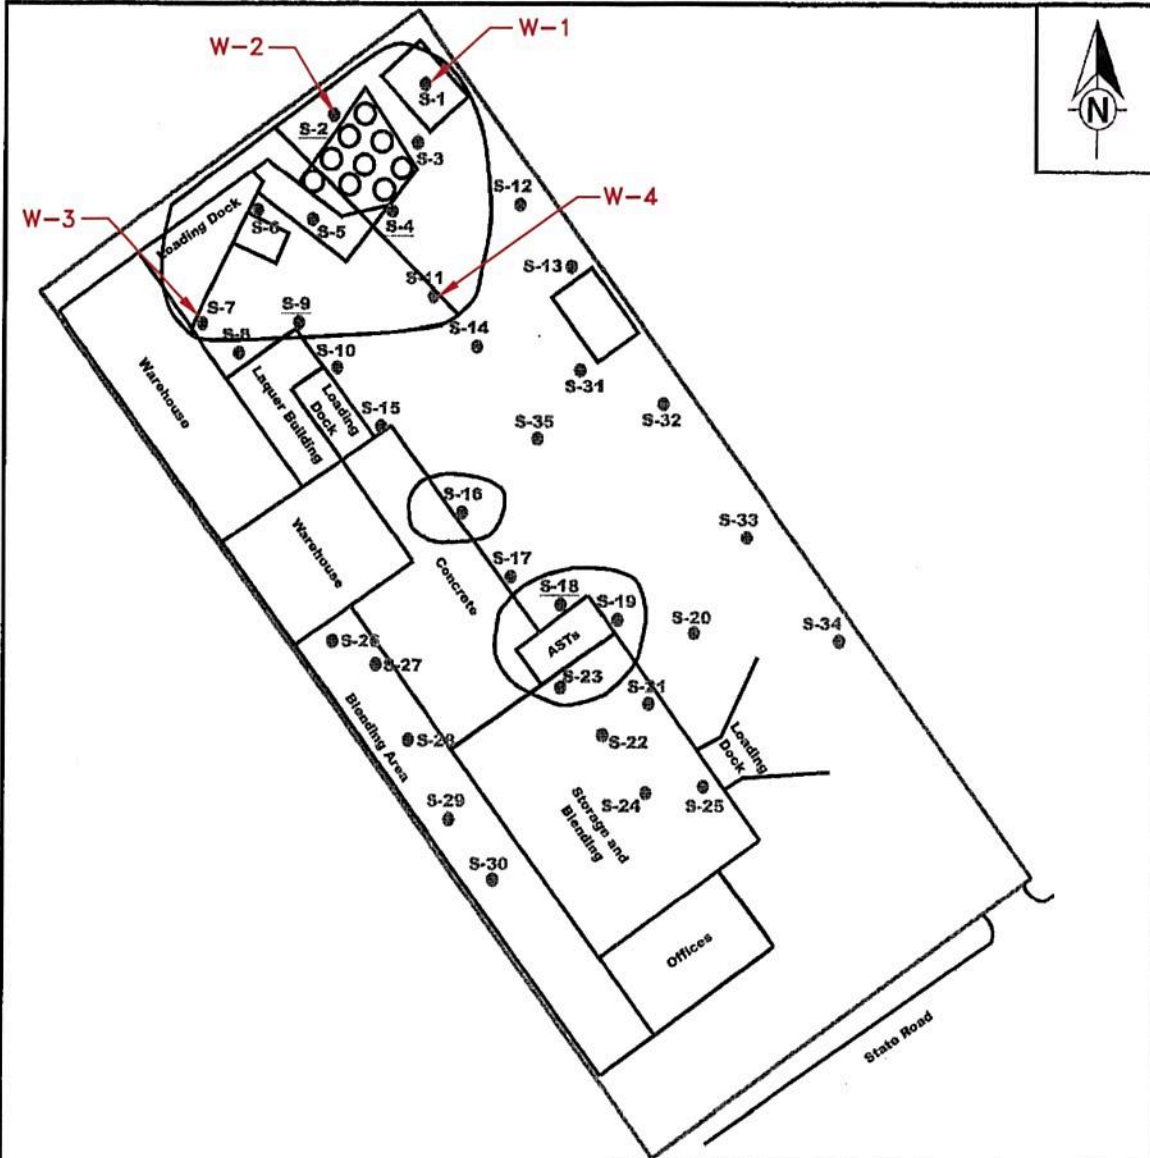 W-1
W-2
N
S-1
S-2
S-3
S-12
W-4
W-3
Loading Dock
S-6
S-5
S-4
S-13
S-11
S-7
S-9
S-14
S-8
S-10
S-31
Warehouse
Laquer Building
Loading
Dock
S-32
S-15
S-35
S-16
Warehouse
S-33
Concrete
S-17
S-18
S-19
S-20
S-34
S-26
ASTs
S-27
S-23
S-21
Blending Area
S-28
S-22
Loading
Dock
S-29
S-24
S-25
Storage and
Blending
S-30
Offices
State Road